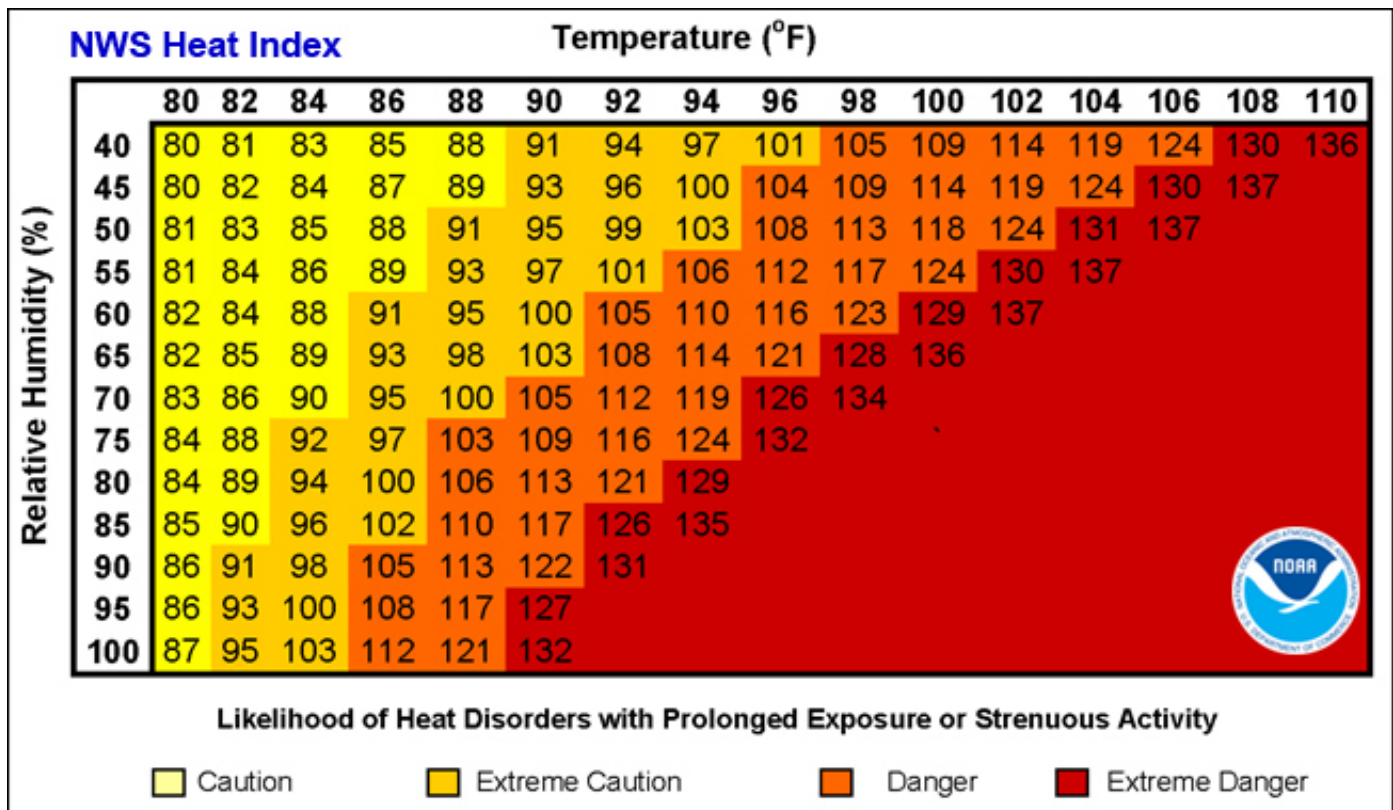 NWS Heat Index Temperature (°F)
80 82 84 86 88 90 92 94 96 98 100 102 104 106 108 110
40 80 81 83 85 88 91 94 97 101 105 109 114 119 124 130 136
45 80 82 84 87 89 93 96 100 104 109 114 119 124 130 137
50 81 83 85 88 91 95 99 103 108 113 118 124 131 137
55 81 84 86 89 93 97 101 106 112 117 124 130 137
60 82 84 88 91 95 100 105 110 116 123 129 137
65 82 85 89 93 98 103 108 114 121 128 136
70 83 86 90 95 100 105 112 119 126 134
75 84 88 92 97 103 109 116 124 132
80 84 89 94 100 106 113 121 129
85 85 90 96 102 110 117 126 135
90 86 91 98 105 113 122 131
95 86 93 100 108 117 127
100 87 95 103 112 121 132
Relative Humidity (%)
NATIONAL OCEANIC AND ATMOSPHERIC ADMINISTRATION
NOAA
U.S. DEPARTMENT OF COMMERCE
Likelihood of Heat Disorders with Prolonged Exposure or Strenuous Activity
Caution Extreme Caution Danger Extreme Danger